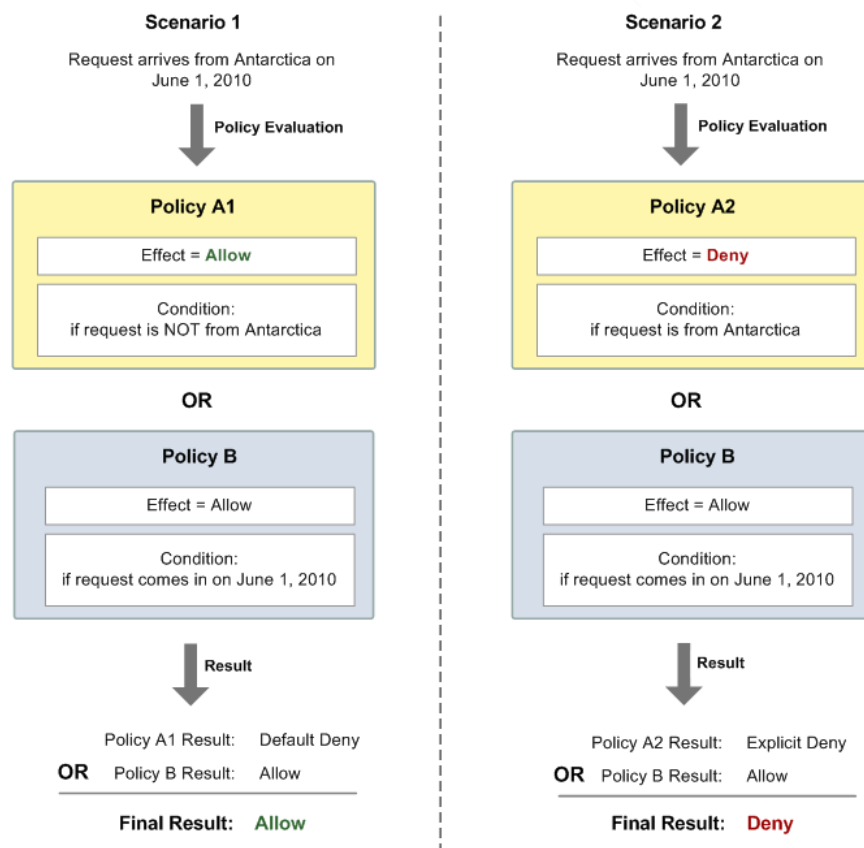 Scenario 1
Request arrives from Antarctica on
June 1, 2010
Policy Evaluation
Policy A1
Effect = Allow
Condition:
if request is NOT from Antarctica
OR
Policy B
Effect = Allow
Condition:
if request comes in on June 1, 2010
Result
Policy A1 Result: Default Deny
OR Policy B Result: Allow
Final Result: Allow
Scenario 2
Request arrives from Antarctica on
June 1, 2010
Policy Evaluation
Policy A2
Effect = Deny
Condition:
if request is from Antarctica
OR
Policy B
Effect = Allow
Condition:
if request comes in on June 1, 2010
Result
Policy A2 Result: Explicit Deny
OR Policy B Result: Allow
Final Result: Deny